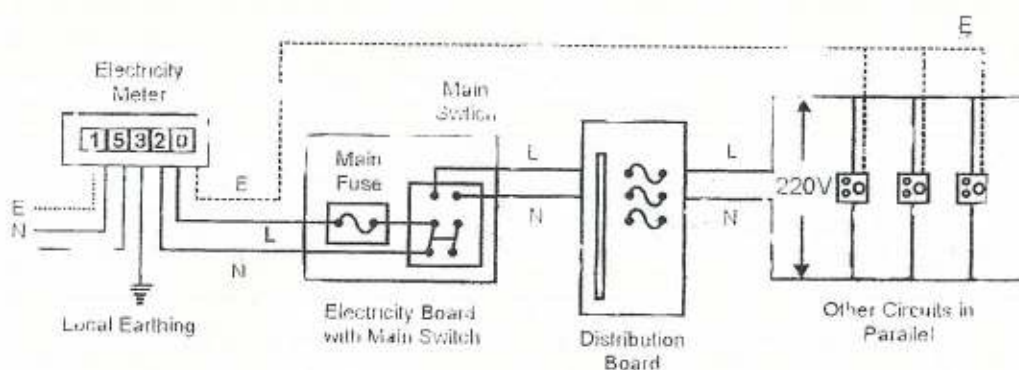 E
Electricity
Meter
15320
Main
Swtich
Main
Fuse
L
L
E
220V
E
N
L
N
N
N
Local Earthing
Electricity Board
with Main Switch
Distribution
Board
Other Circuits in
Parallel